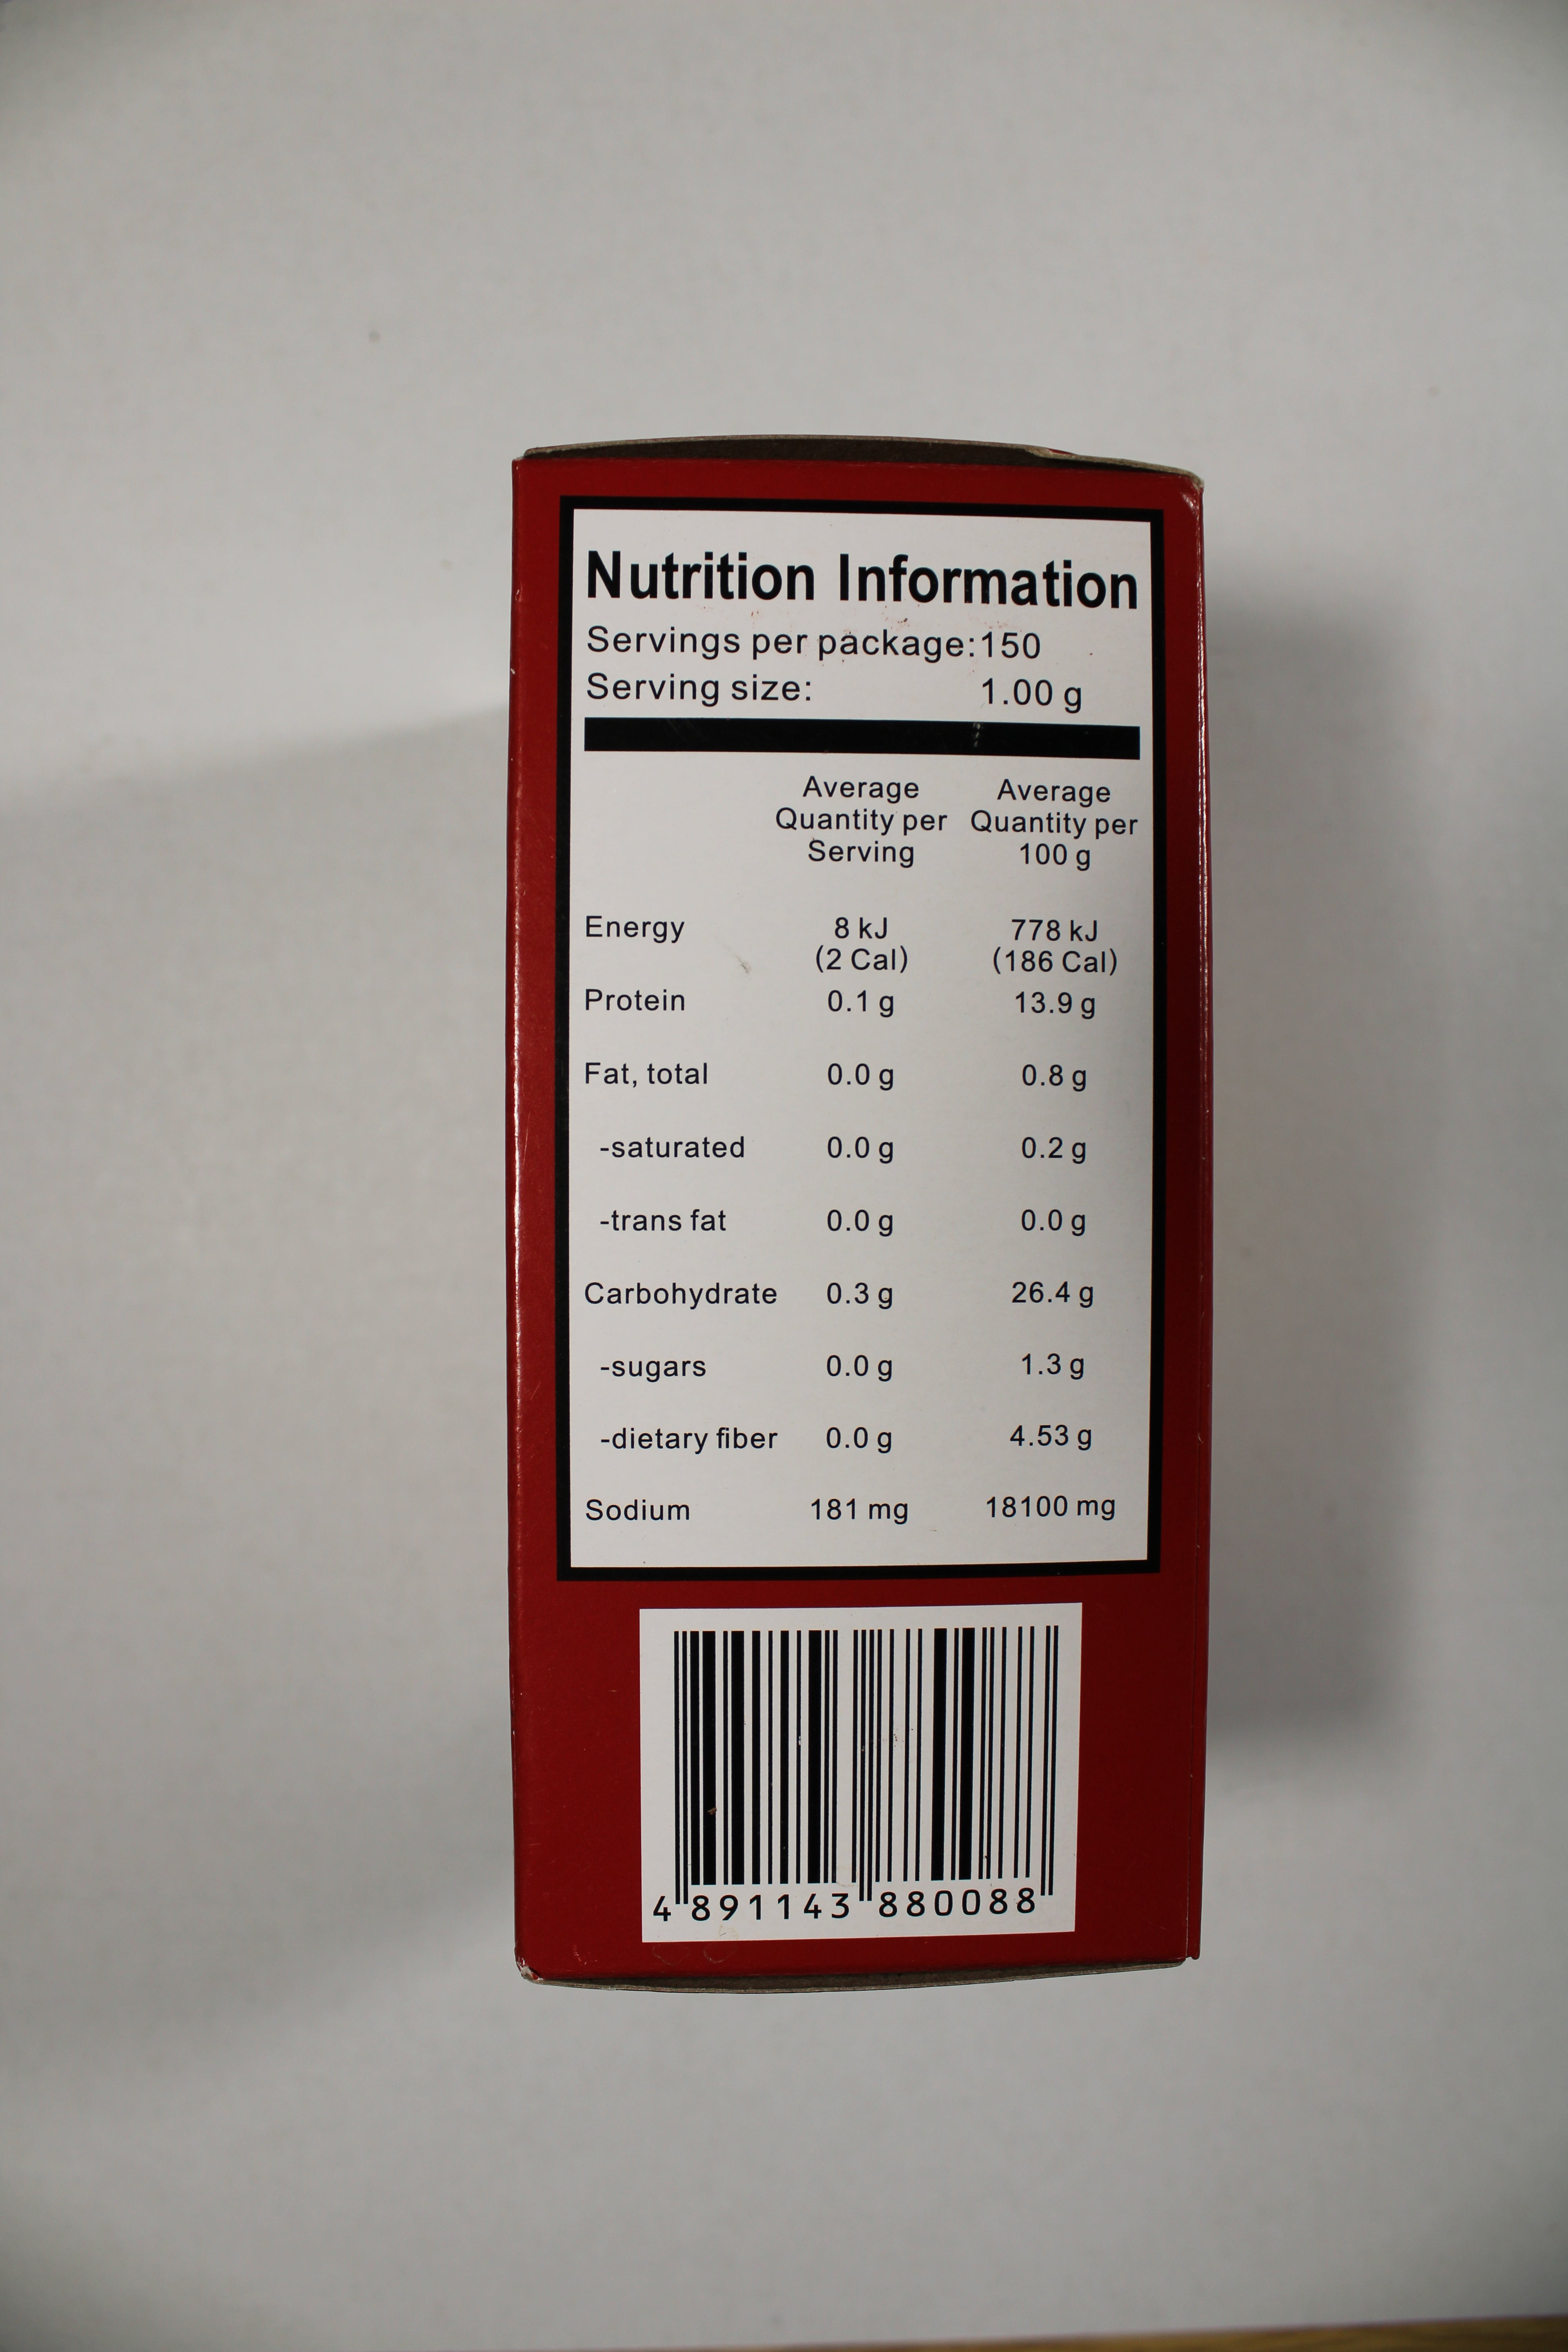 Nutrition Information
Servings per package:150
Serving size: 1.00 g
Average Average
Quantity per Quantity per
Serving 100 g
Energy 8 kJ 778 kJ
(2 Cal) (186 Cal)
Protein 0.1 g 13.9 g
Fat, total 0.0 g 0.8 g
-saturated 0.0 g 0.2 g
-trans fat 0.0 g 0.0 g
Carbohydrate 0.3 g 26.4 g
-sugars 0.0 g 1.3 g
-dietary fiber 0.0 g 4.53 g
Sodium 181 mg 18100 mg
4 891143 880088